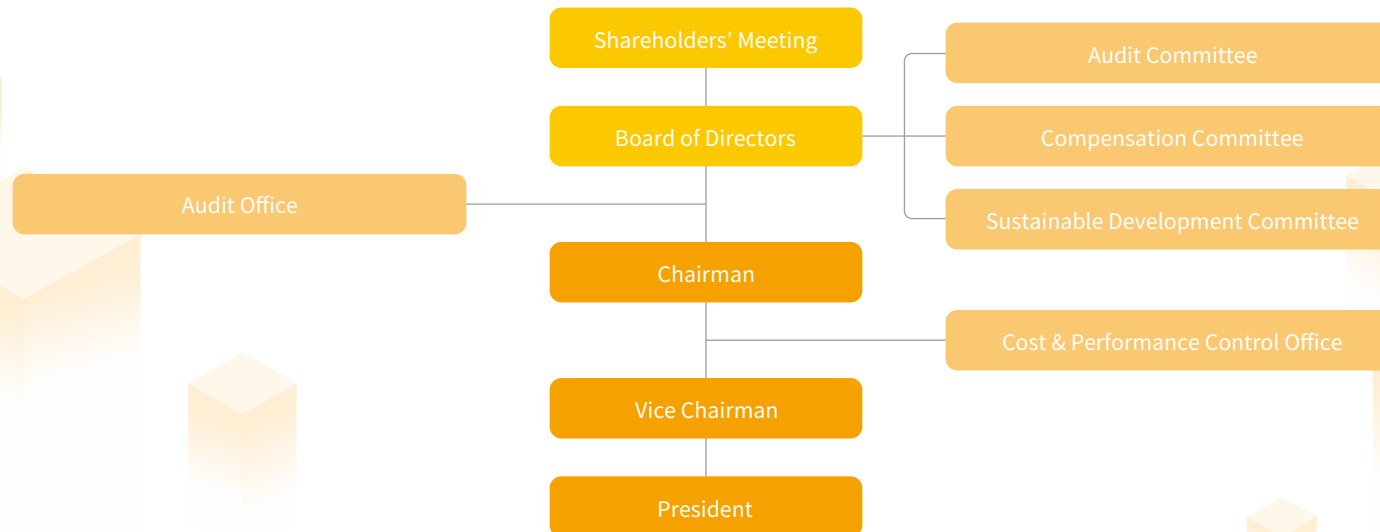 Shareholders' Meeting
Audit Committee
Board of Directors
Compensation Committee
Audit Office
Sustainable Development Committee
Chairman
Cost & Performance Control Office
Vice Chairman
President